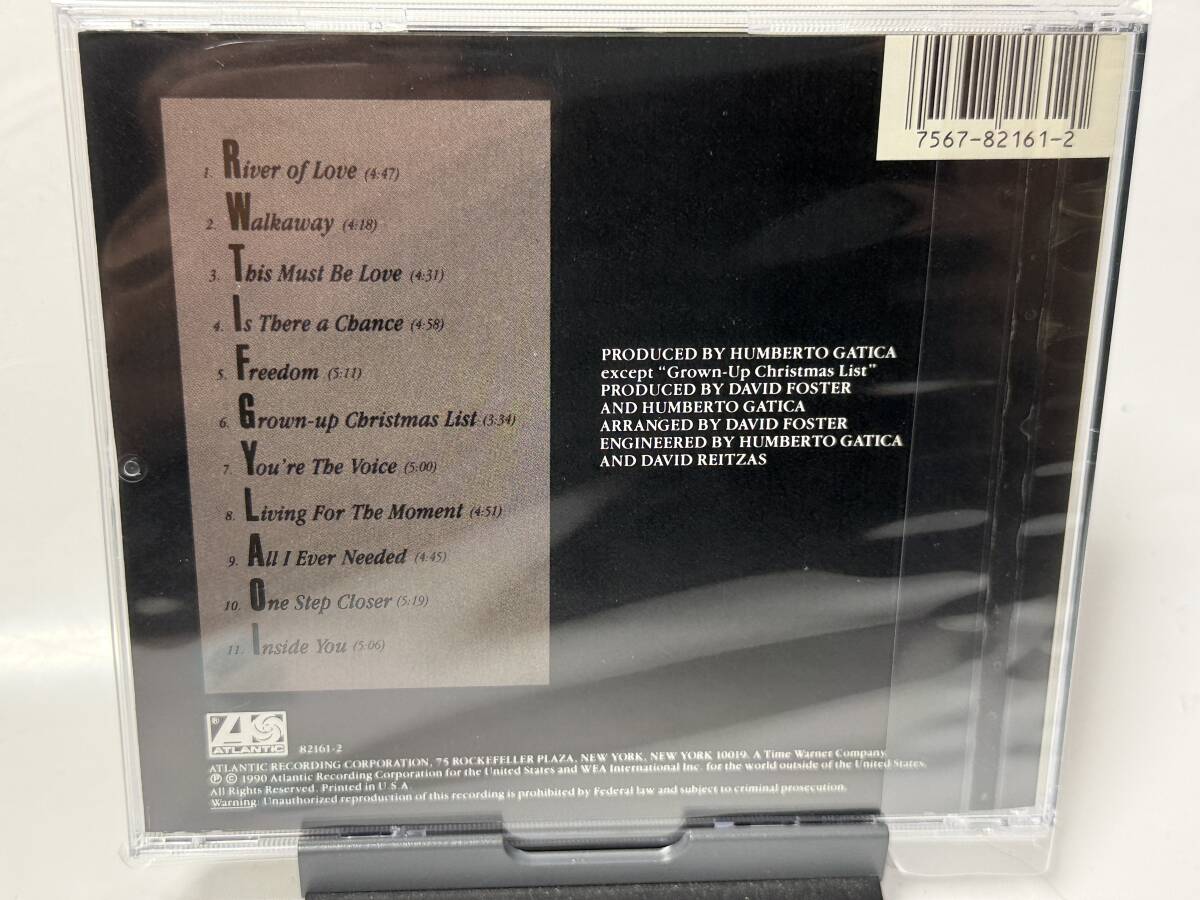 7567-82161-2
1. River of Love (4:47)
2. Walkaway (4:18)
3. This Must Be Love (4:31)
4. Is There a Chance (4:58)
5. Freedom (5:11)
6. Grown-up Christmas List (3:34)
7. You're The Voice (5:00)
8. Living For The Moment (4:51)
9. All I Ever Needed (4:45)
10. One Step Closer (5:19)
11. Inside You (5:06)
PRODUCED BY HUMBERTO GATICA
except "Grown-Up Christmas List"
PRODUCED BY DAVID FOSTER
AND HUMBERTO GATICA
ARRANGED BY DAVID FOSTER
ENGINEERED BY HUMBERTO GATICA
AND DAVID REITZAS
® ATLANTIC
82161-2
ATLANTIC RECORDING CORPORATION, 75 ROCKEFELLER PLAZA, NEW YORK, NEW YORK 10019. A Time Warner Company.
℗ © 1990 Atlantic Recording Corporation for the United States and WEA International Inc. for the world outside of the United States.
All Rights Reserved. Printed in U.S.A.
Warning: Unauthorized reproduction of this recording is prohibited by Federal law and subject to criminal prosecution.